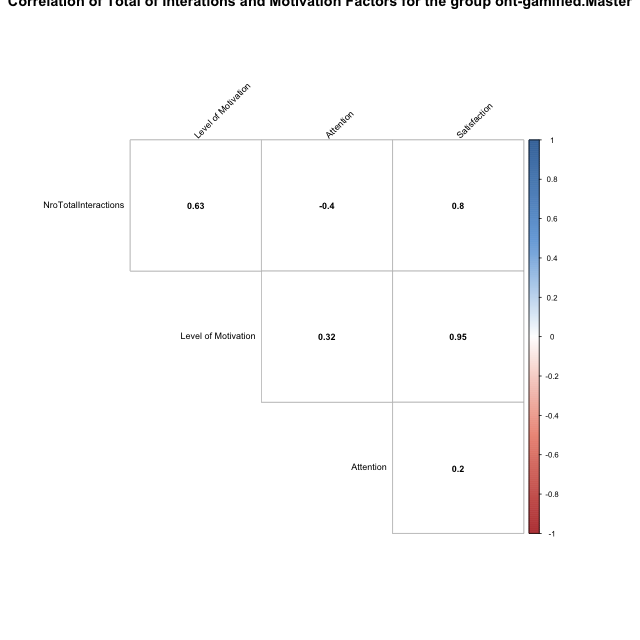 Correlation of Total of Interations and Motivation Factors for the group ont-gamified.Master
Level of Motivation
Attention
Satisfaction
NroTotalInteractions
0.63
-0.4
0.8
Level of Motivation
0.32
0.95
Attention
0.2
1
0.8
0.6
0.4
0.2
0
-0.2
-0.4
-0.6
-0.8
-1